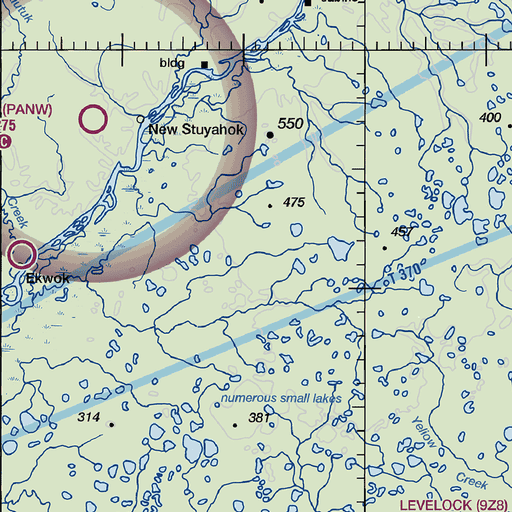 bldg
(PANW)
275
C
New Stuyahok
550
400
475
457
Creek
Ekwok
T 370
numerous small lakes
314
381
Yellow
Creek
LEVELOCK (9Z8)